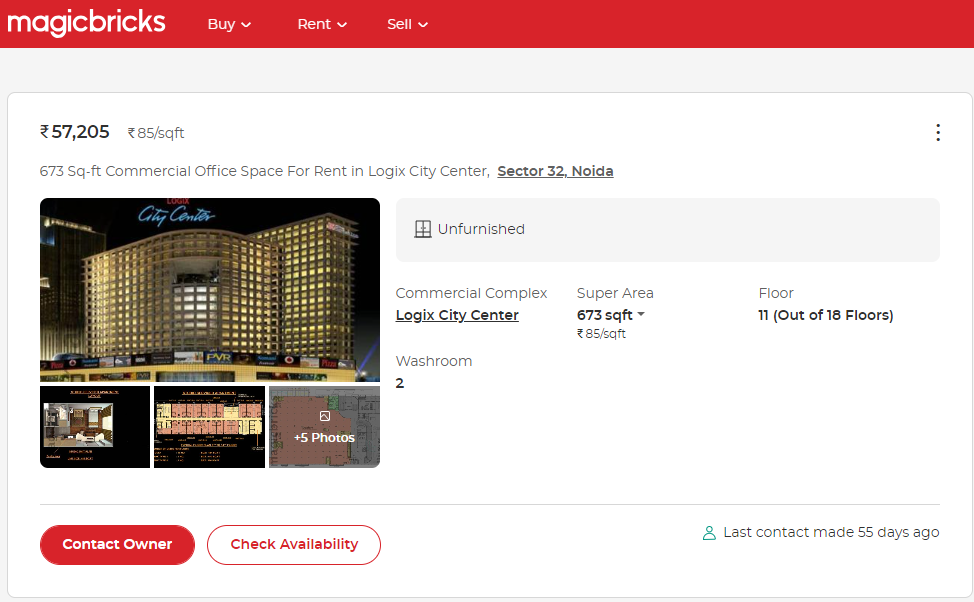 magicbricks
Buy
Rent
Sell
₹57,205
₹85/sqft
673 Sq-ft Commercial Office Space For Rent in Logix City Center, Sector 32, Noida
LOGIX
City Center
PVR
Unfurnished
Commercial Complex
Logix City Center
Super Area
673 sqft
₹85/sqft
Floor
11 (Out of 18 Floors)
Washroom
2
+5 Photos
Contact Owner
Check Availability
Last contact made 55 days ago